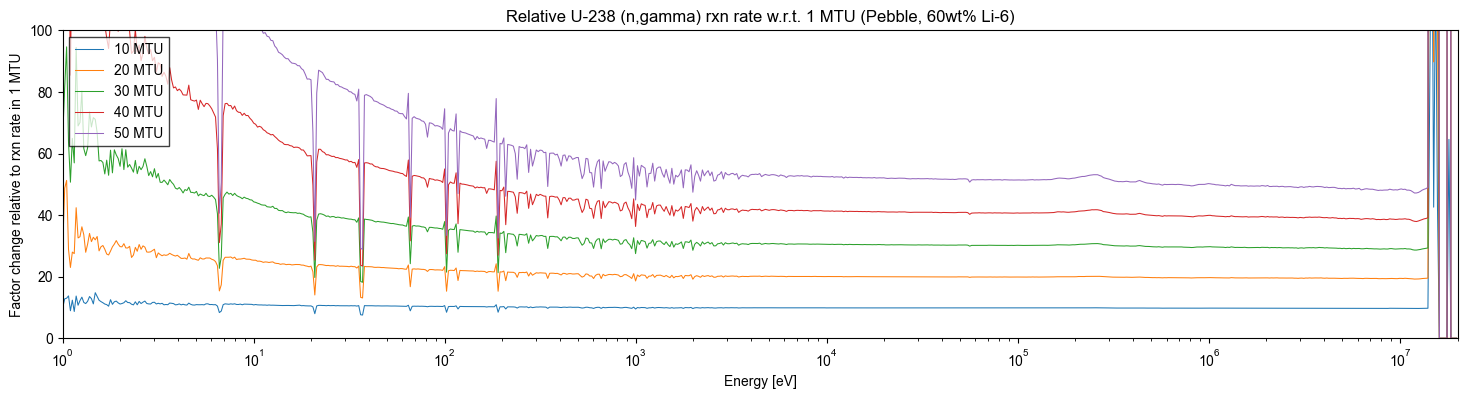 Relative U-238 (n,gamma) rxn rate w.r.t. 1 MTU (Pebble, 60wt% Li-6)
Factor change relative to rxn rate in 1 MTU
100
80
60
40
20
0
10 MTU
20 MTU
30 MTU
40 MTU
50 MTU
10⁰ 10¹ 10² 10³ 10⁴ 10⁵ 10⁶ 10⁷
Energy [eV]